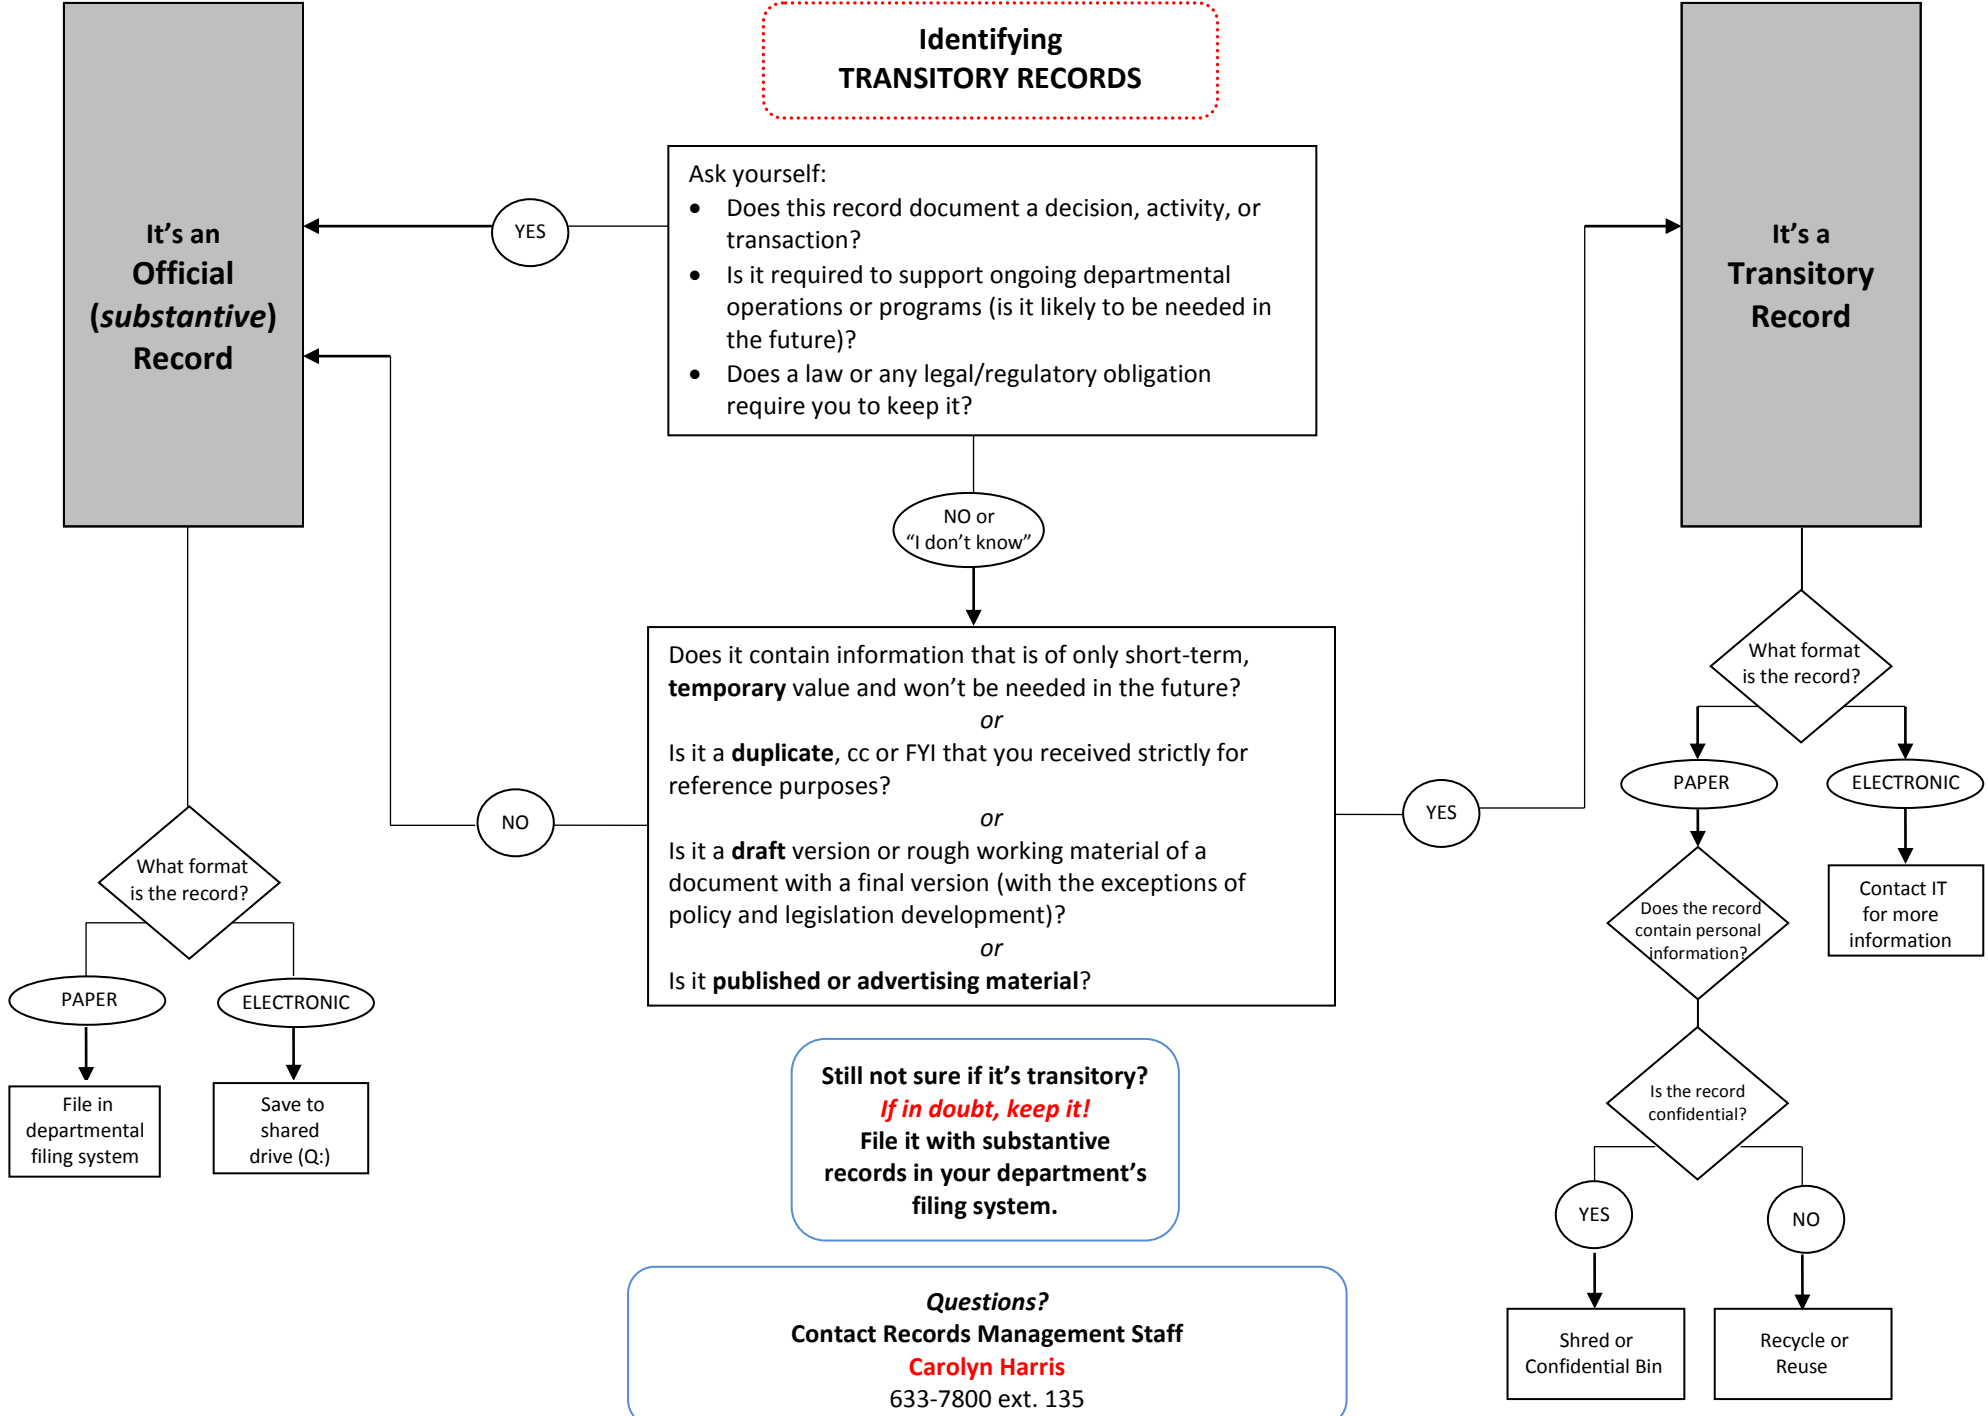 Identifying
TRANSITORY RECORDS
It’s an
Official
(substantive)
Record
YES
Ask yourself:
• Does this record document a decision, activity, or
transaction?
• Is it required to support ongoing departmental
operations or programs (is it likely to be needed in
the future)?
• Does a law or any legal/regulatory obligation
require you to keep it?
It’s a
Transitory
Record
NO or
“I don’t know”
Does it contain information that is of only short-term,
temporary value and won’t be needed in the future?
or
Is it a duplicate, cc or FYI that you received strictly for
reference purposes?
or
Is it a draft version or rough working material of a
document with a final version (with the exceptions of
policy and legislation development)?
or
Is it published or advertising material?
NO
YES
What format
is the record?
PAPER
ELECTRONIC
File in
departmental
filing system
Save to
shared
drive (Q:)
What format
is the record?
PAPER
ELECTRONIC
Does the record
contain personal
information?
Contact IT
for more
information
Is the record
confidential?
YES
NO
Shred or
Confidential Bin
Recycle or
Reuse
Still not sure if it’s transitory?
If in doubt, keep it!
File it with substantive
records in your department’s
filing system.
Questions?
Contact Records Management Staff
Carolyn Harris
633-7800 ext. 135